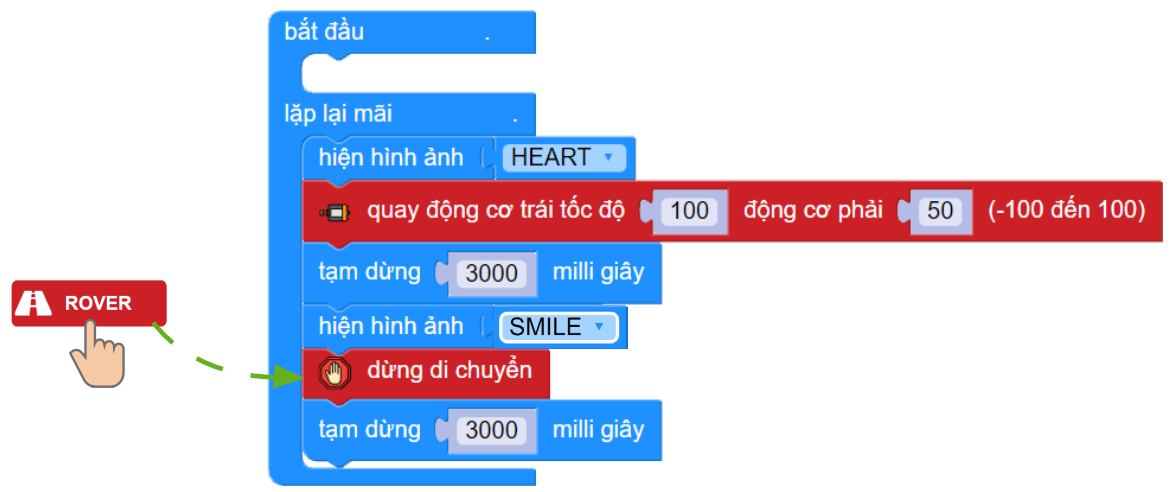 bắt đầu .
lặp lại mãi .
hiện hình ảnh HEART
quay động cơ trái tốc độ 100 động cơ phải 50 (-100 đến 100)
tạm dừng 3000 milli giây
ROVER
hiện hình ảnh SMILE
dừng di chuyển
tạm dừng 3000 milli giây